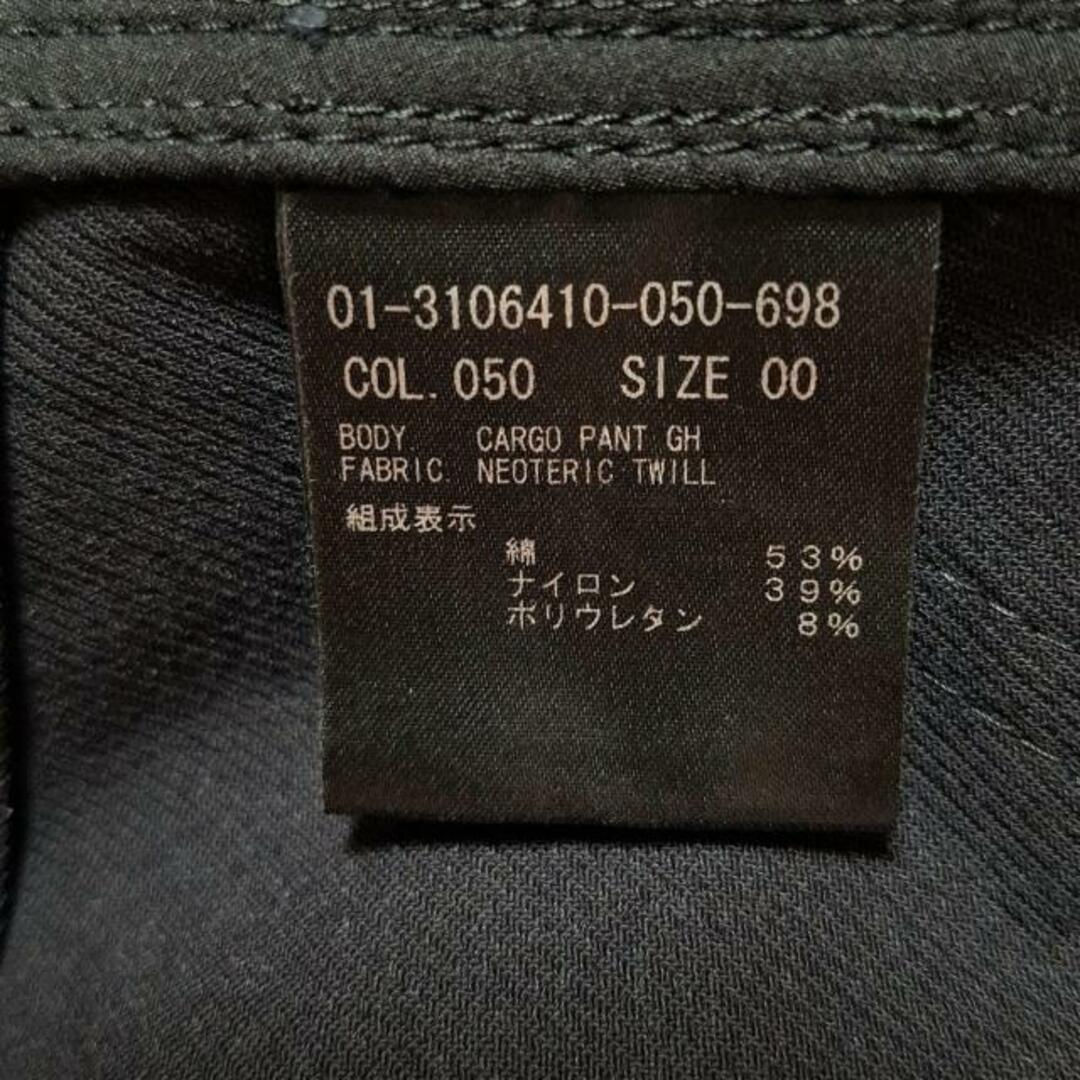 01-3106410-050-698
COL. 050 SIZE 00
BODY CARGO PANT GH
FABRIC NEOTERIC TWILL
組成表示
綿 53%
ナイロン 39%
ポリウレタン 8%